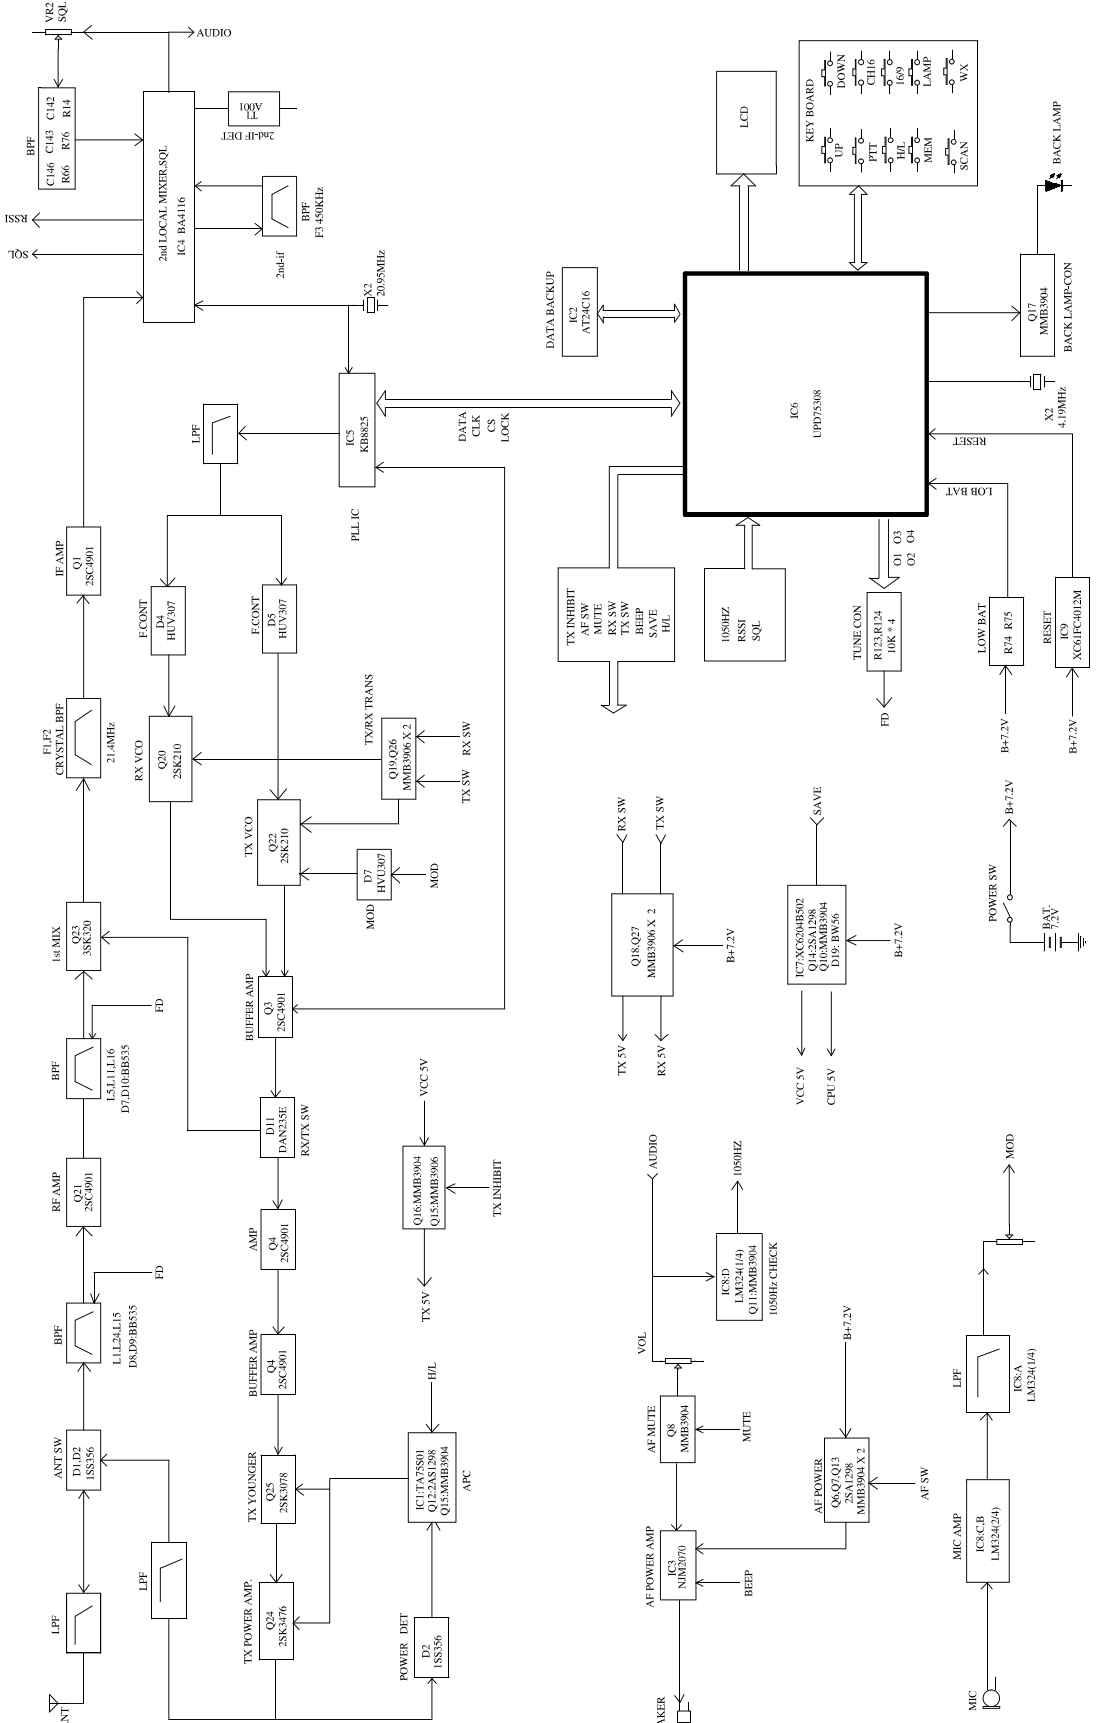 VR2
SQL
AUDIO
BPF
C146 C143 C142
R66 R76 R14
T1
A001
2nd-IF DET
RSSI
SQL
2nd LOCAL MIXER,SQL
IC4 BA4116
BPF
F3 450KHz
2nd-if
X2
20.95MHz
LCD
KEY BOARD
UP
DOWN
PTT
CH16
H/L
16/9
MEM
LAMP
SCAN
WX
BACK LAMP
DATA BACKUP
IC2
AT24C16
Q17
MMB3904
BACK LAMP-CON
IC6
UPD75308
X2
4.19MHz
RESET
LOB BAT
DATA
CLK
CS
LOCK
LPF
IC5
KB8825
PLL IC
IF AMP
Q1
2SC4901
F.CONT
D4
HUV307
F.CONT
D5
HUV307
TX INHIBIT
AF SW
MUTE
RX SW
TX SW
BEEP
SAVE
H/L
1050HZ
RSSI
SQL
O1 O3
O2 O4
TUNE CON
R123,R124
10K * 4
FD
LOW BAT
R74 R75
B+7.2V
RESET
IC9
XC61FC4012M
B+7.2V
F1,F2
CRYSTAL BPF
21.4MHz
RX VCO
Q20
2SK210
TX/RX TRANS
Q19,Q26
MMB3906 X 2
TX SW
RX SW
TX VCO
Q22
2SK210
D7
HVU307
MOD
MOD
1st MIX
Q23
3SK320
RX SW
TX SW
Q18.Q27
MMB3906 X 2
B+7.2V
TX 5V
RX 5V
SAVE
IC7:XC6204B502
Q14:2SA1298
Q10:MMB3904
D19: BW56
B+7.2V
VCC 5V
CPU 5V
B+7.2V
POWER SW
BAT.
7.2V
BUFFER AMP
Q3
2SC4901
FD
BPF
L5,L11,L16
D7,D10:BB535
D11
DAN235E
RX/TX SW
VCC 5V
Q16:MMB3904
Q15:MMB3906
TX INHIBIT
TX 5V
RF AMP
Q21
2SC4901
AMP
Q4
2SC4901
AUDIO
1050HZ
IC8:D
LM324(1/4)
Q11:MMB3904
1050Hz CHECK
MOD
FD
BPF
L1,L24,L15
D8,D9:BB535
BUFFER AMP
Q4
2SC4901
VOL
B+7.2V
LPF
IC8:A
LM324(1/4)
ANT SW
D1,D2
1SS356
TX YOUNGER
Q25
2SK3078
H/L
IC1:TA75S01
Q12:2AS1298
Q15:MMB3904
APC
AF MUTE
Q8
MMB3904
MUTE
AF POWER
Q6,Q7,Q13
2SA1298
MMB3904 X 2
AF SW
LPF
LPF
TX POWER AMP.
Q24
2SK3476
POWER DET
D2
1SS356
AF POWER AMP
IC3
NJM2070
BEEP
MIC AMP
IC8:C,B
LM324(2/4)
NT
AKER
MIC